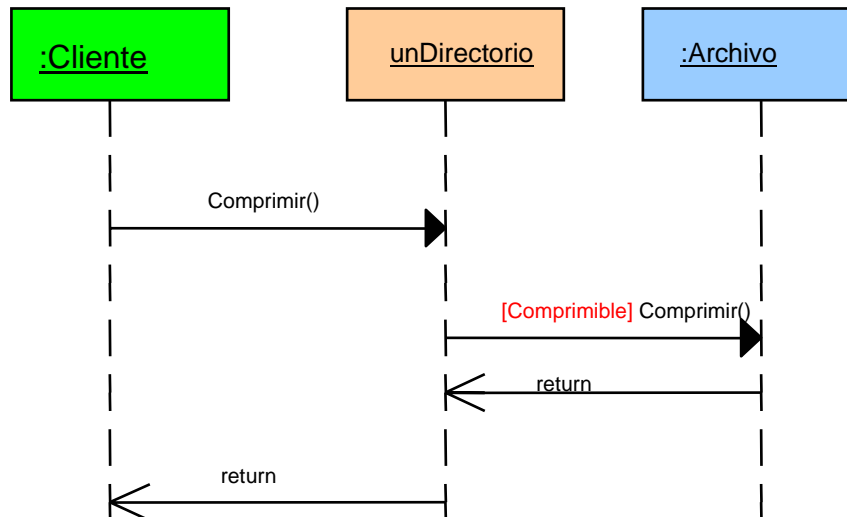 :Cliente
unDirectorio
:Archivo
Comprimir()
[Comprimible] Comprimir()
return
return